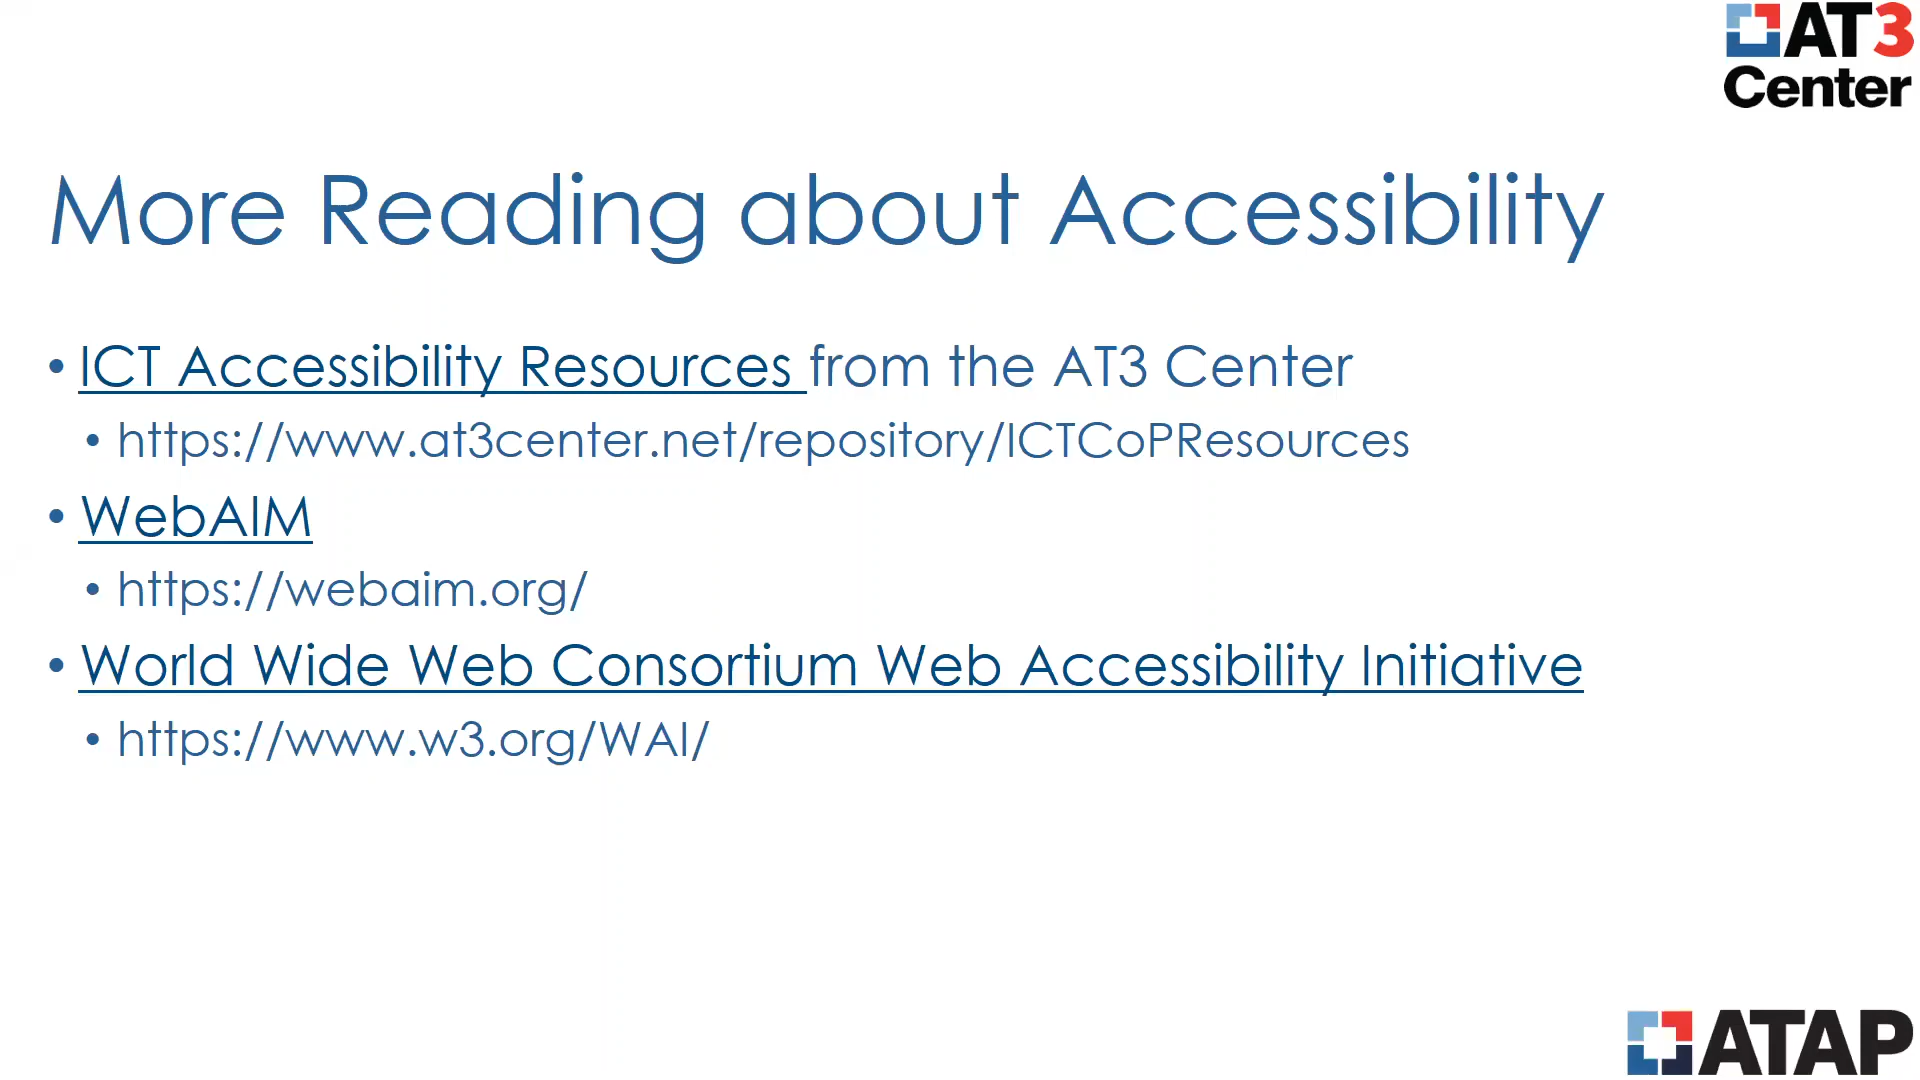 AT3
Center
More Reading about Accessibility
• ICT Accessibility Resources from the AT3 Center
• https://www.at3center.net/repository/ICTCoPResources
• WebAIM
• https://webaim.org/
• World Wide Web Consortium Web Accessibility Initiative
• https://www.w3.org/WAI/
ATAP